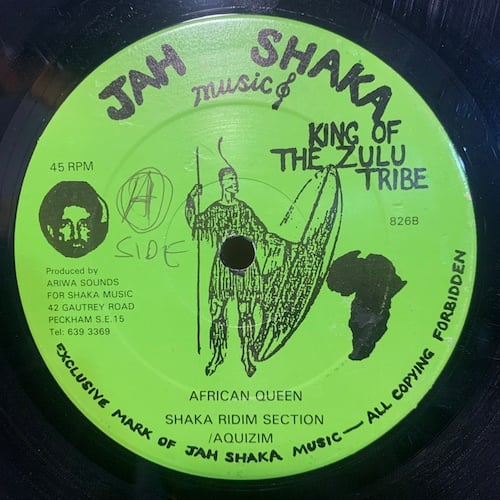 JAH SHAKA
music
KING OF
THE ZULU
TRIBE
45 RPM
A
SIDE
826B
Produced by
ARIWA SOUNDS
FOR SHAKA MUSIC
42 GAUTREY ROAD
PECKHAM S.E.15
Tel: 639 3369
AFRICAN QUEEN
SHAKA RIDIM SECTION
/AQUIZIM
EXCLUSIVE MARK OF JAH SHAKA MUSIC — ALL COPYING FORBIDDEN